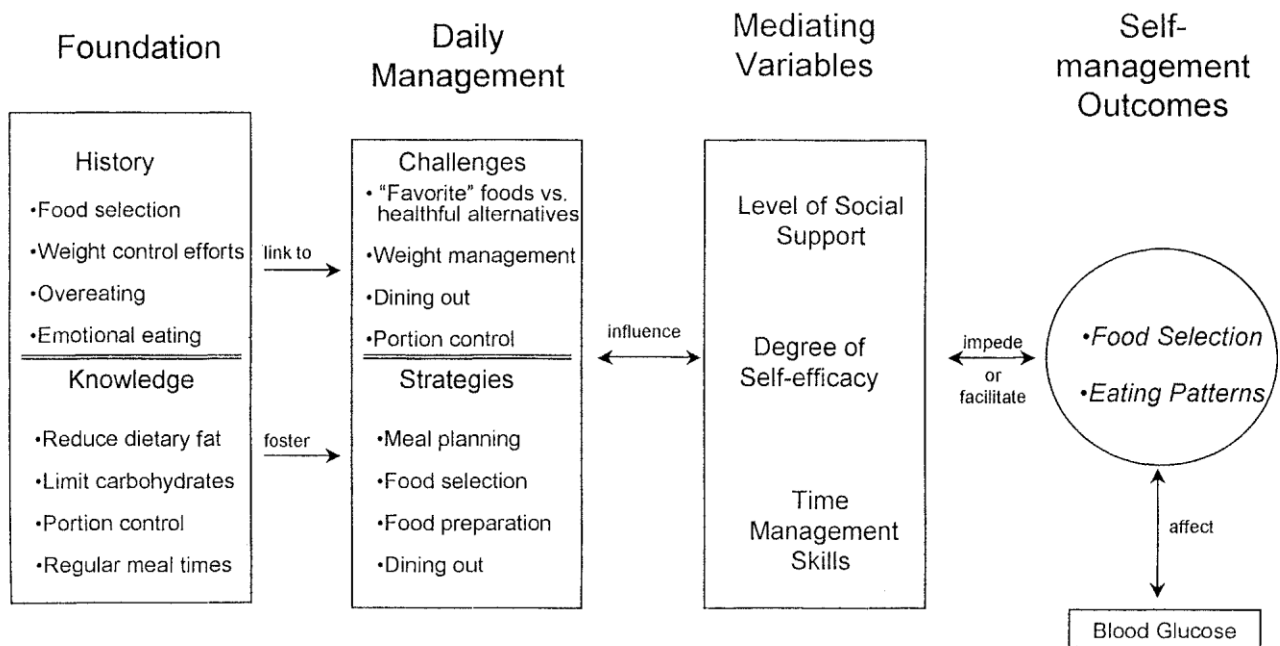 Foundation
Daily
Management
Mediating
Variables
Self-
management
Outcomes
History
•Food selection
•Weight control efforts
•Overeating
•Emotional eating
Knowledge
•Reduce dietary fat
•Limit carbohydrates
•Portion control
•Regular meal times
link to
foster
Challenges
• "Favorite" foods vs.
healthful alternatives
•Weight management
•Dining out
•Portion control
Strategies
•Meal planning
•Food selection
•Food preparation
•Dining out
influence
Level of Social
Support
Degree of
Self-efficacy
Time
Management
Skills
impede
or
facilitate
•Food Selection
•Eating Patterns
affect
Blood Glucose